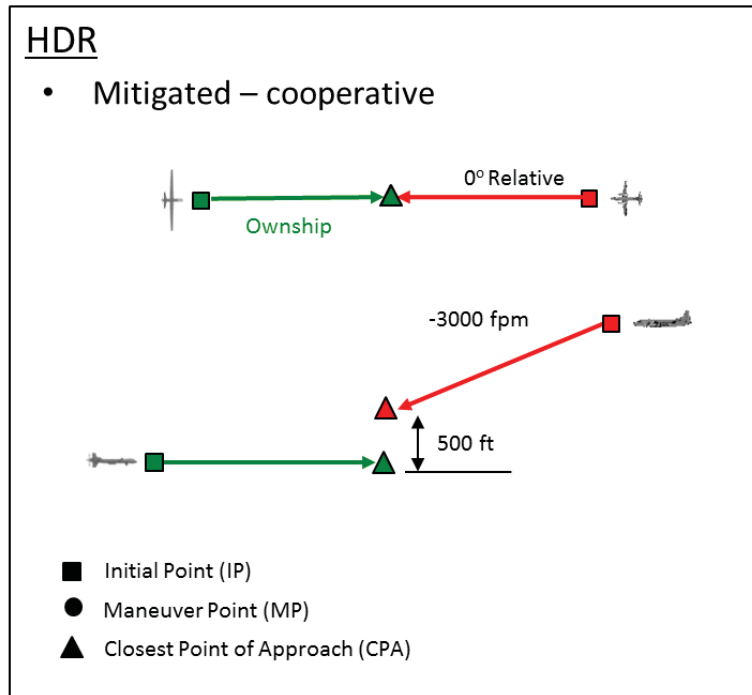 HDR
• Mitigated – cooperative
0° Relative
Ownship
-3000 fpm
500 ft
Initial Point (IP)
Maneuver Point (MP)
Closest Point of Approach (CPA)